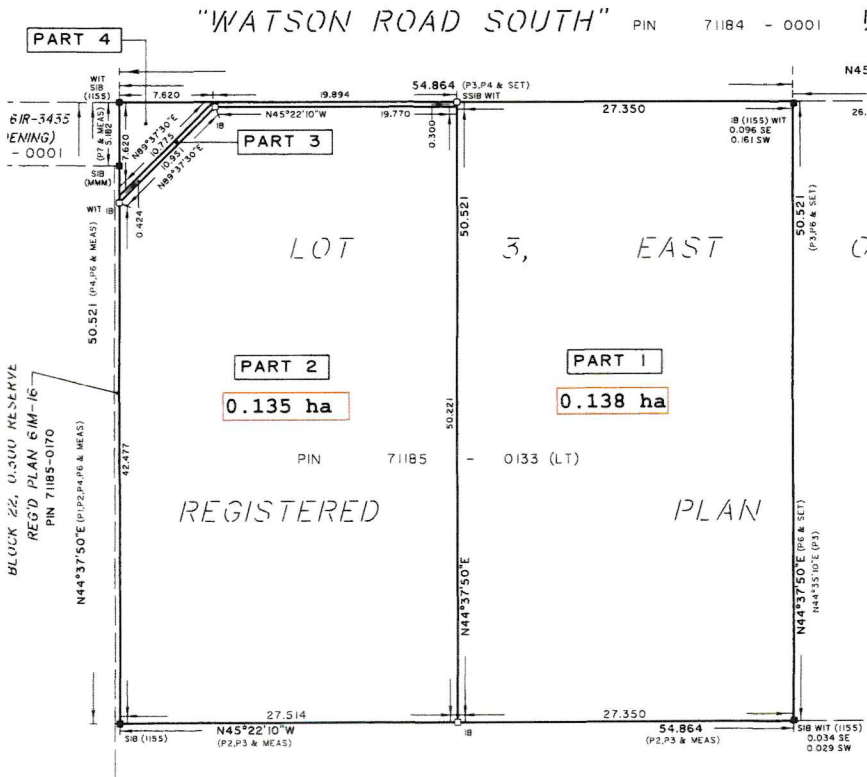 "WATSON ROAD SOUTH" PIN 71184 - 0001
PART 4
WIT
SIB
(1155)
7.620
19.894
54.864 (P3,P4 & SET)
SSIB WIT
27.350
N45
26.
61R-3435
ENING)
- 0001
5.182
(P7 & MEAS)
7.620
N89°37'30"E
10.775
10.951
N89°37'30"E
IB
N45°22'10"W
19.770
0.300
PART 3
IB (1155) WIT
0.096 SE
0.161 SW
SIB
(MMM)
WIT IB
0.424
50.521 (P4,P6 & MEAS)
50.521
50.521
(P3,P6 & SET)
LOT 3, EAST
PART 2
PART 1
0.135 ha
0.138 ha
BLOCK 22, 0.300 RESERVE
REG'D PLAN 61M-16
PIN 71185-0170
N44°37'50"E (P1,P2,P4,P6 & MEAS)
42.477
50.221
PIN 71185 - 0133 (LT)
REGISTERED PLAN
N44°37'50"E
N44°37'50"E (P6 & SET)
N44°35'10"E (P3)
27.514
27.350
SIB (1155)
N45°22'10"W
(P2,P3 & MEAS)
IB
54.864
(P2,P3 & MEAS)
SIB WIT (1155)
0.034 SE
0.029 SW